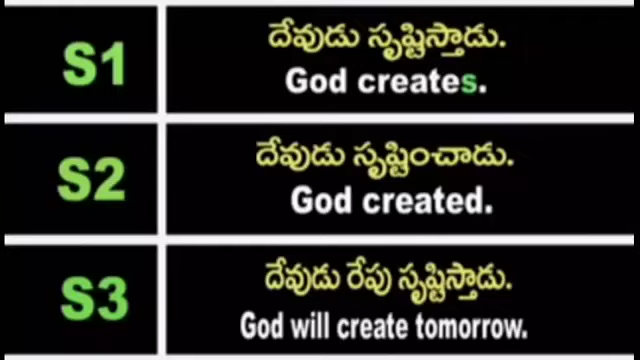 S1
దేవుడు సృష్టిస్తాడు.
God creates.
S2
దేవుడు సృష్టించాడు.
God created.
S3
దేవుడు రేపు సృష్టిస్తాడు.
God will create tomorrow.